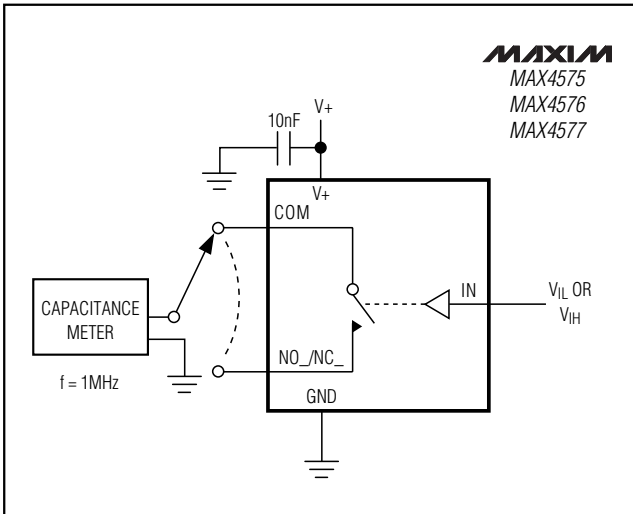 MAXIM
MAX4575
MAX4576
MAX4577
V+
10nF
V+
COM
IN
VIL OR
VIH
CAPACITANCE
METER
NO_/NC_
f = 1MHz
GND